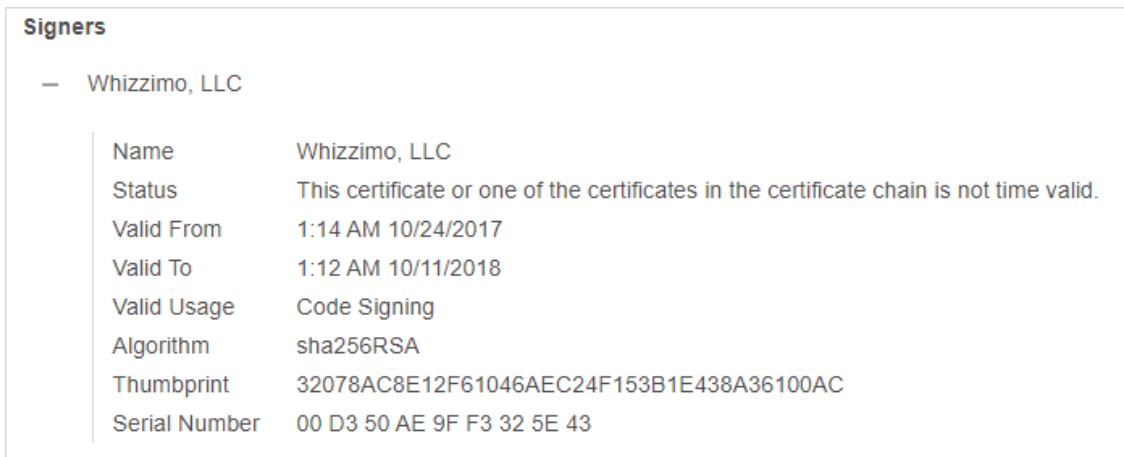 Signers
– Whizzimo, LLC
Name Whizzimo, LLC
Status This certificate or one of the certificates in the certificate chain is not time valid.
Valid From 1:14 AM 10/24/2017
Valid To 1:12 AM 10/11/2018
Valid Usage Code Signing
Algorithm sha256RSA
Thumbprint 32078AC8E12F61046AEC24F153B1E438A36100AC
Serial Number 00 D3 50 AE 9F F3 32 5E 43